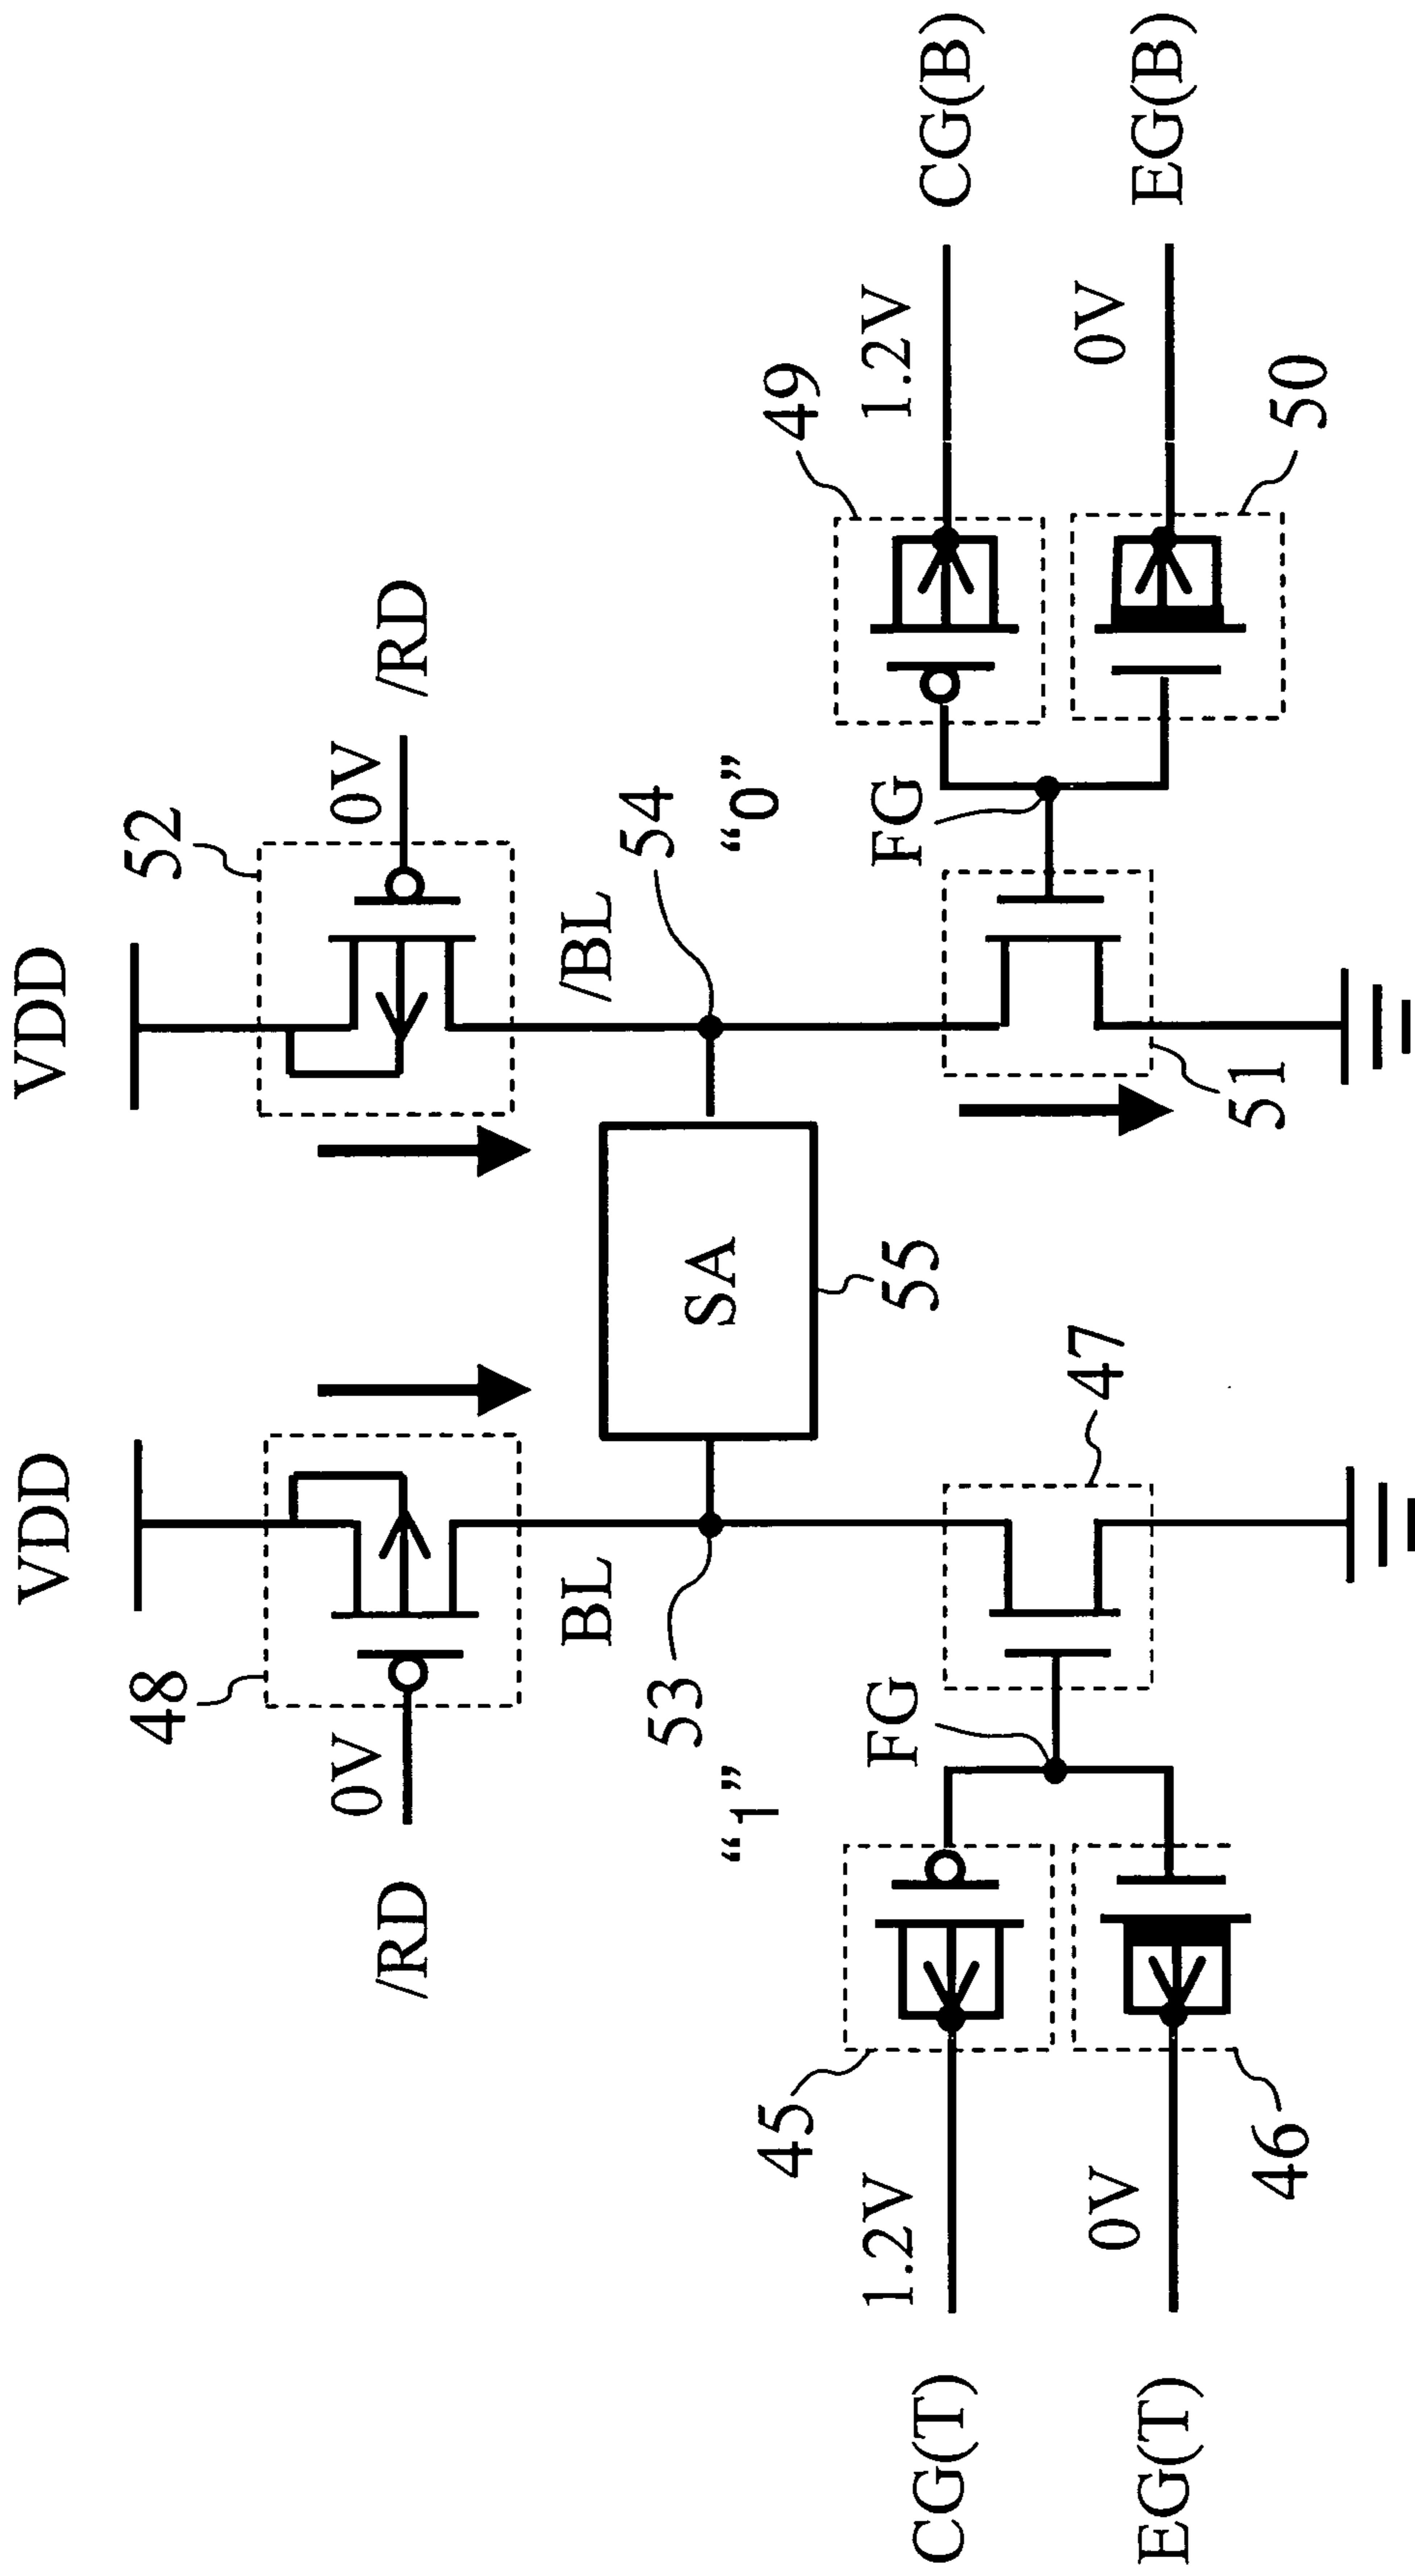 VDD
VDD
48
52
/RD
0V
0V
/RD
BL
/BL
53
54
"1"
"0"
SA
55
FG
FG
45
49
CG(T)
1.2V
1.2V
CG(B)
47
51
EG(T)
0V
0V
EG(B)
46
50